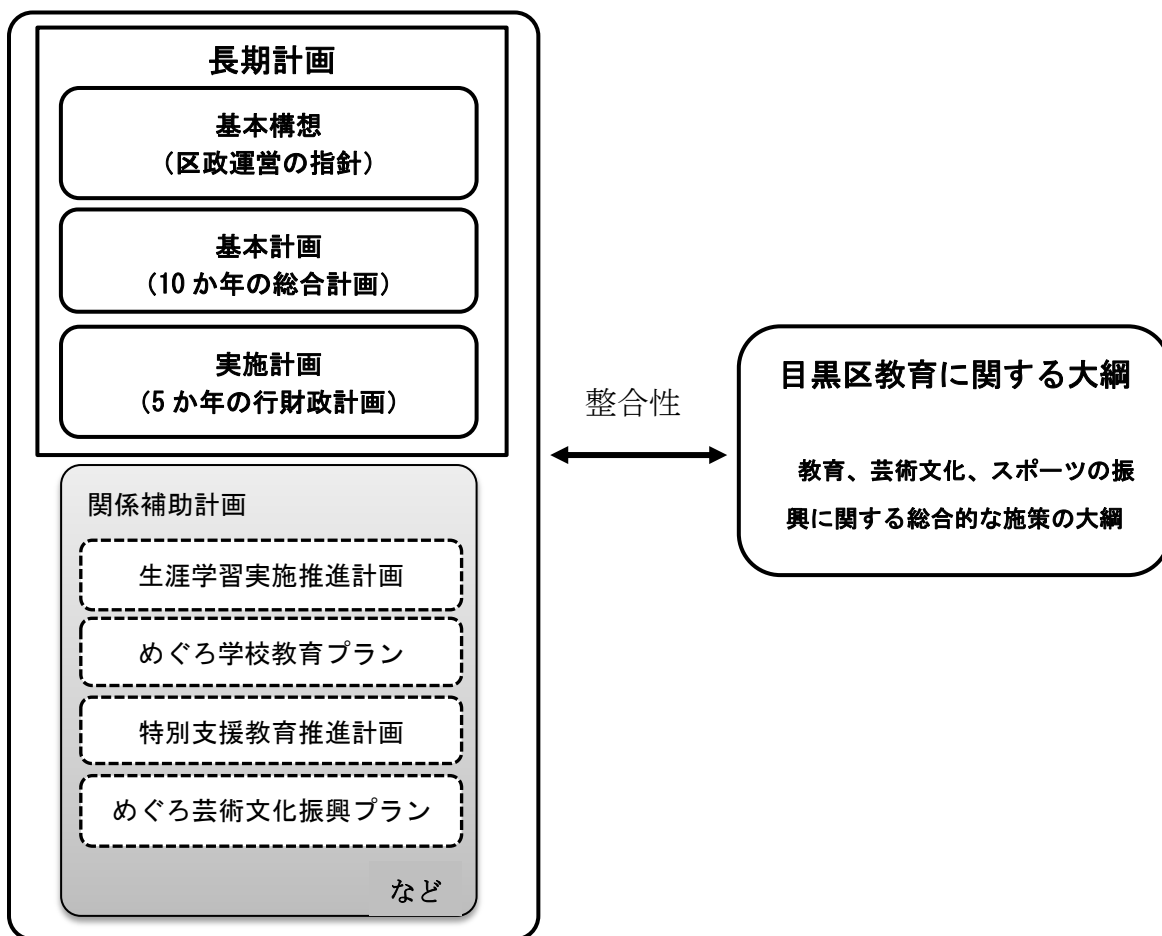 長期計画
基本構想
（区政運営の指針）
基本計画
（10 か年の総合計画）
実施計画
（5 か年の行財政計画）
関係補助計画
生涯学習実施推進計画
めぐろ学校教育プラン
特別支援教育推進計画
めぐろ芸術文化振興プラン
など
整合性
目黒区教育に関する大綱
教育、芸術文化、スポーツの振
興に関する総合的な施策の大綱